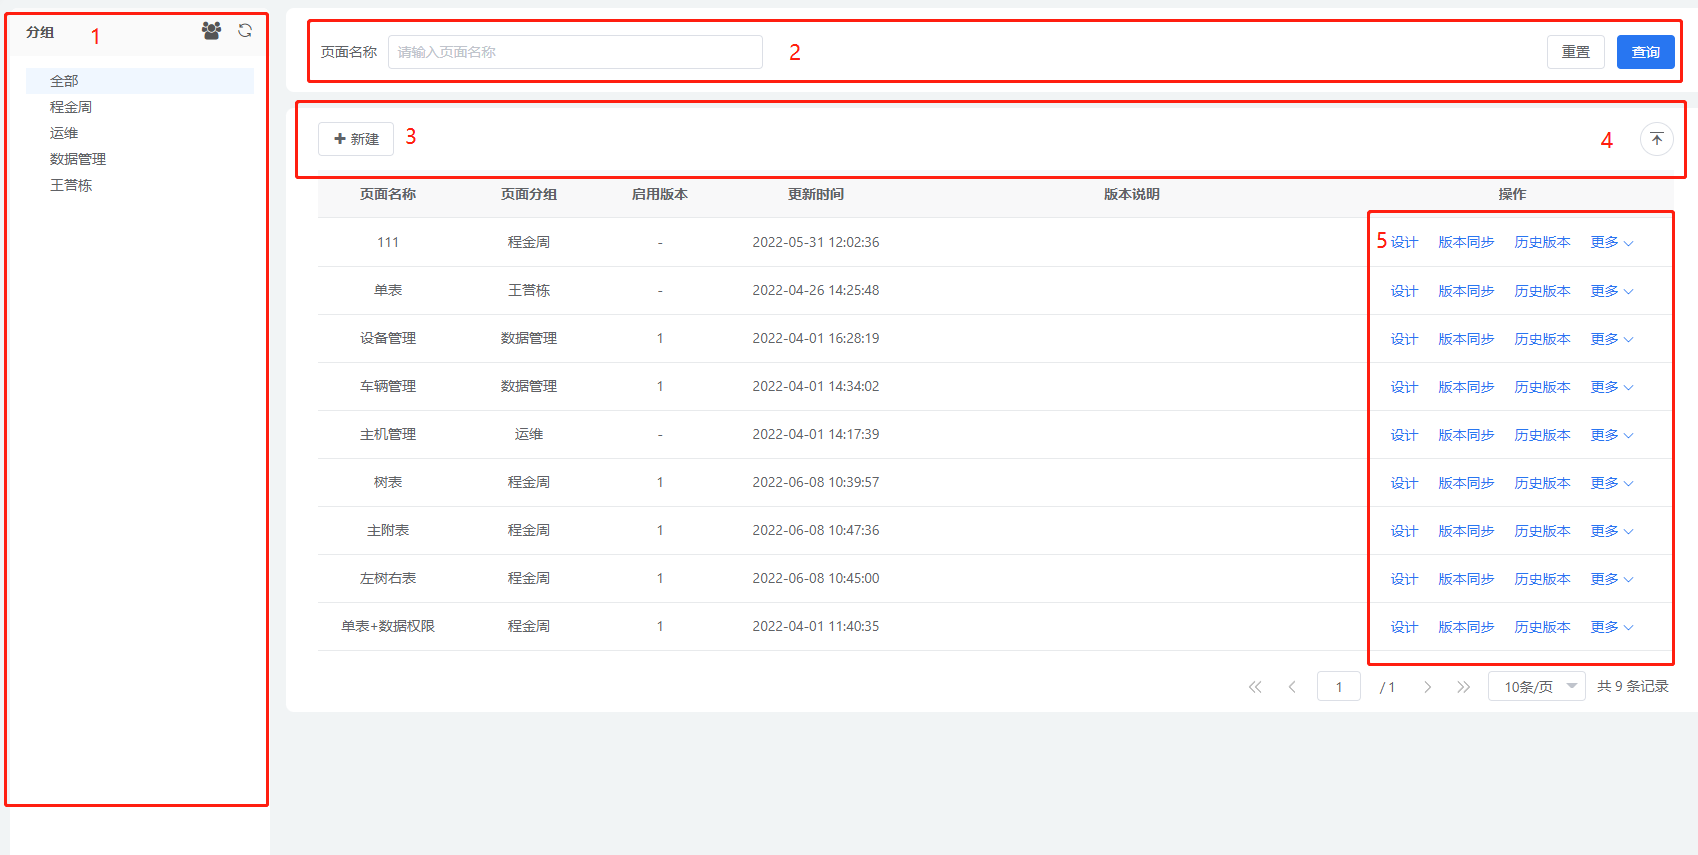 分组 1
全部
程金周
运维
数据管理
王营栋
页面名称 请输入页面名称 2 重置 查询
新建 3 4
页面名称 页面分组 启用版本 更新时间 版本说明 操作
111 程金周 - 2022-05-31 12:02:36 5 设计 版本同步 历史版本 更多
单表 王营栋 - 2022-04-26 14:25:48 设计 版本同步 历史版本 更多
设备管理 数据管理 1 2022-04-01 16:28:19 设计 版本同步 历史版本 更多
车辆管理 数据管理 1 2022-04-01 14:34:02 设计 版本同步 历史版本 更多
主机管理 运维 - 2022-04-01 14:17:39 设计 版本同步 历史版本 更多
树表 程金周 1 2022-06-08 10:39:57 设计 版本同步 历史版本 更多
主附表 程金周 1 2022-06-08 10:47:36 设计 版本同步 历史版本 更多
左树右表 程金周 1 2022-06-08 10:45:00 设计 版本同步 历史版本 更多
单表+数据权限 程金周 1 2022-04-01 11:40:35 设计 版本同步 历史版本 更多
1 / 1 10条/页 共 9 条记录